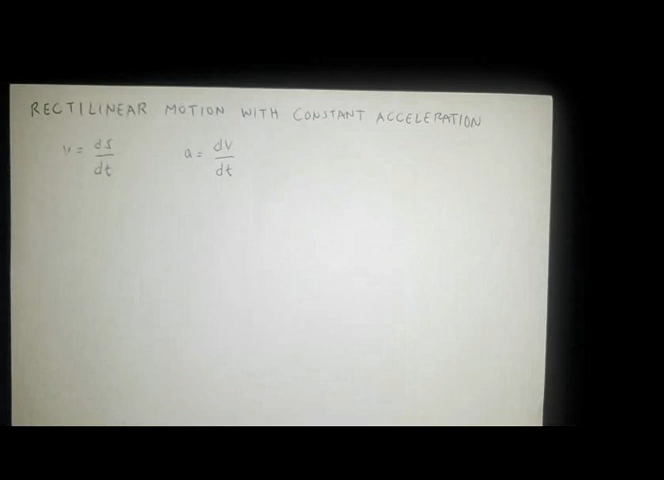 RECTILINEAR MOTION WITH CONSTANT ACCELERATION
v = ds/dt a = dv/dt